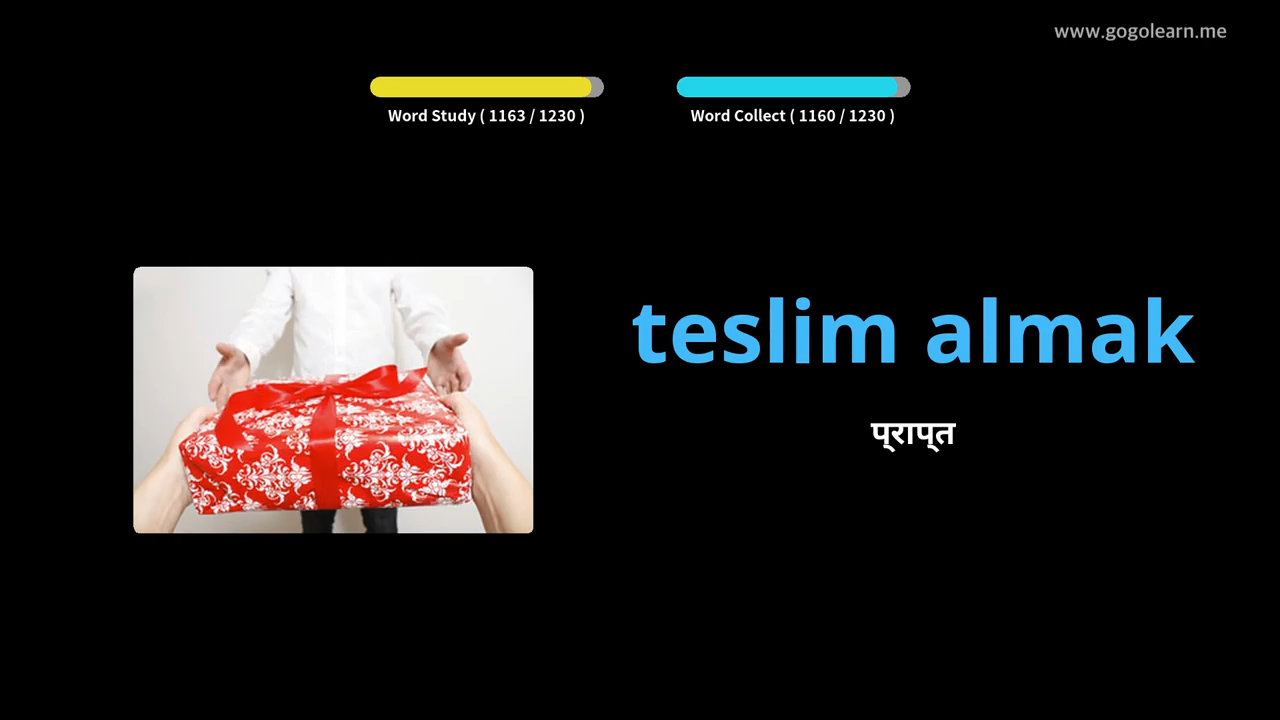 www.gogolearn.me
Word Study ( 1163 / 1230 )
Word Collect ( 1160 / 1230 )
teslim almak
प्राप्त